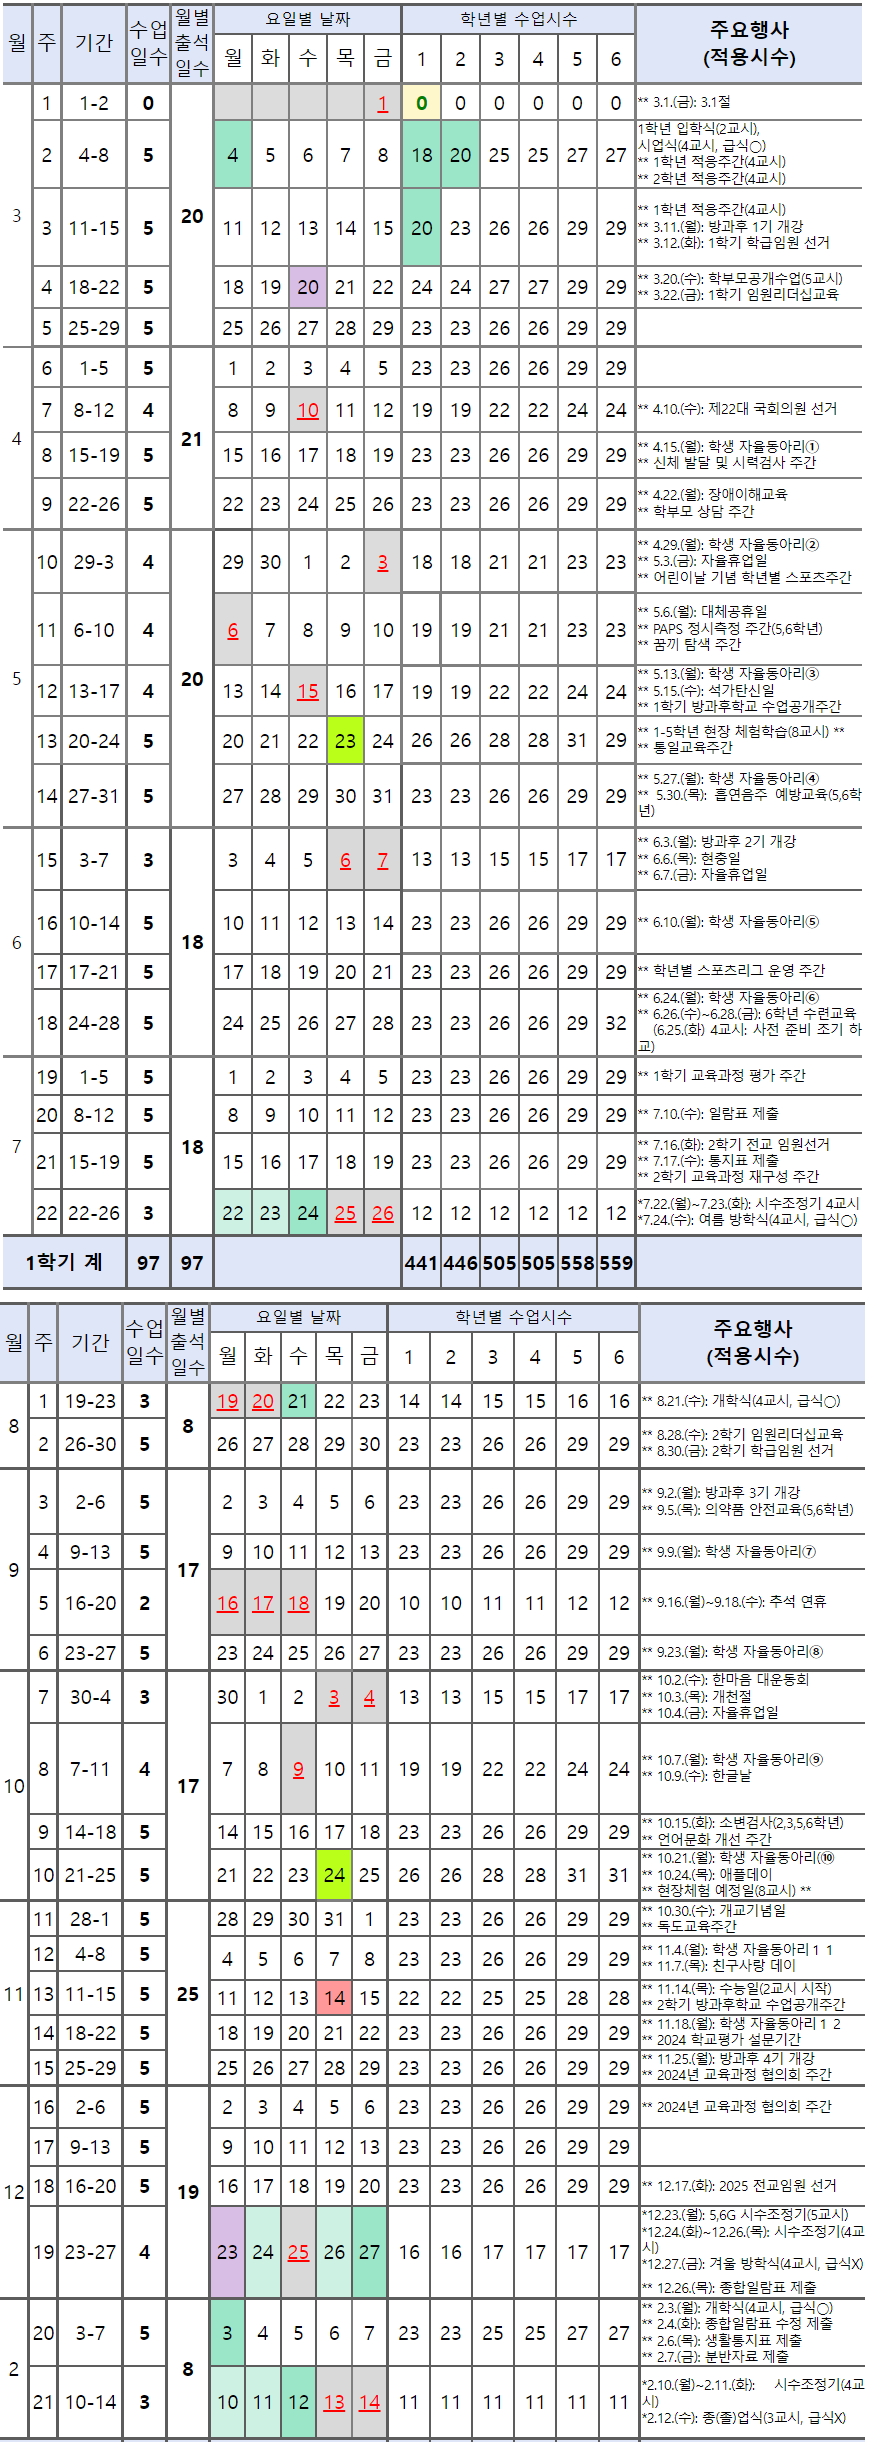 월 주 기간 수업일수 월별출석일수 요일별 날짜 학년별 수업시수 주요행사(적용시수)
월 화 수 목 금 1 2 3 4 5 6
3 1 1-2 0 20 1 0 0 0 0 0 0 ** 3.1.(금): 3.1절
2 4-8 5 4 5 6 7 8 18 20 25 25 27 27 1학년 입학식(2교시),
시업식(4교시, 급식○)
** 1학년 적응주간(4교시)
** 2학년 적응주간(4교시)
3 11-15 5 11 12 13 14 15 20 23 26 26 29 29 ** 1학년 적응주간(4교시)
** 3.11.(월): 방과후 1기 개강
** 3.12.(화): 1학기 학급임원 선거
4 18-22 5 18 19 20 21 22 24 24 27 27 29 29 ** 3.20.(수): 학부모공개수업(5교시)
** 3.22.(금): 1학기 임원리더십교육
5 25-29 5 25 26 27 28 29 23 23 26 26 29 29
4 6 1-5 5 21 1 2 3 4 5 23 23 26 26 29 29
7 8-12 4 8 9 10 11 12 19 19 22 22 24 24 ** 4.10.(수): 제22대 국회의원 선거
8 15-19 5 15 16 17 18 19 23 23 26 26 29 29 ** 4.15.(월): 학생 자율동아리①
** 신체 발달 및 시력검사 주간
9 22-26 5 22 23 24 25 26 23 23 26 26 29 29 ** 4.22.(월): 장애이해교육
** 학부모 상담 주간
5 10 29-3 4 20 29 30 1 2 3 18 18 21 21 23 23 ** 4.29.(월): 학생 자율동아리②
** 5.3.(금): 자율휴업일
** 어린이날 기념 학년별 스포츠주간
11 6-10 4 6 7 8 9 10 19 19 21 21 23 23 ** 5.6.(월): 대체공휴일
** PAPS 정시측정 주간(5,6학년)
** 꿈끼 탐색 주간
12 13-17 4 13 14 15 16 17 19 19 22 22 24 24 ** 5.13.(월): 학생 자율동아리③
** 5.15.(수): 석가탄신일
** 1학기 방과후학교 수업공개주간
13 20-24 5 20 21 22 23 24 26 26 28 28 31 29 ** 1-5학년 현장 체험학습(8교시) **
** 통일교육주간
14 27-31 5 27 28 29 30 31 23 23 26 26 29 29 ** 5.27.(월): 학생 자율동아리④
** 5.30.(목): 흡연음주 예방교육(5,6학
년)
6 15 3-7 3 18 3 4 5 6 7 13 13 15 15 17 17 ** 6.3.(월): 방과후 2기 개강
** 6.6.(목): 현충일
** 6.7.(금): 자율휴업일
16 10-14 5 10 11 12 13 14 23 23 26 26 29 29 ** 6.10.(월): 학생 자율동아리⑤
17 17-21 5 17 18 19 20 21 23 23 26 26 29 29 ** 학년별 스포츠리그 운영 주간
18 24-28 5 24 25 26 27 28 23 23 26 26 29 32 ** 6.24.(월): 학생 자율동아리⑥
** 6.26.(수)~6.28.(금): 6학년 수련교육
(6.25.(화) 4교시: 사전 준비 조기 하
교)
7 19 1-5 5 18 1 2 3 4 5 23 23 26 26 29 29 ** 1학기 교육과정 평가 주간
20 8-12 5 8 9 10 11 12 23 23 26 26 29 29 ** 7.10.(수): 일람표 제출
21 15-19 5 15 16 17 18 19 23 23 26 26 29 29 ** 7.16.(화): 2학기 전교 임원선거
** 7.17.(수): 통지표 제출
** 2학기 교육과정 재구성 주간
22 22-26 3 22 23 24 25 26 12 12 12 12 12 12 *7.22.(월)~7.23.(화): 시수조정기 4교시
*7.24.(수): 여름 방학식(4교시, 급식○)
1학기 계 97 97 441 446 505 505 558 559
월 주 기간 수업일수 월별출석일수 요일별 날짜 학년별 수업시수 주요행사(적용시수)
월 화 수 목 금 1 2 3 4 5 6
8 1 19-23 3 8 19 20 21 22 23 14 14 15 15 16 16 ** 8.21.(수): 개학식(4교시, 급식○)
2 26-30 5 26 27 28 29 30 23 23 26 26 29 29 ** 8.28.(수): 2학기 임원리더십교육
** 8.30.(금): 2학기 학급임원 선거
9 3 2-6 5 17 2 3 4 5 6 23 23 26 26 29 29 ** 9.2.(월): 방과후 3기 개강
** 9.5.(목): 의약품 안전교육(5,6학년)
4 9-13 5 9 10 11 12 13 23 23 26 26 29 29 ** 9.9.(월): 학생 자율동아리⑦
5 16-20 2 16 17 18 19 20 10 10 11 11 12 12 ** 9.16.(월)~9.18.(수): 추석 연휴
6 23-27 5 23 24 25 26 27 23 23 26 26 29 29 ** 9.23.(월): 학생 자율동아리⑧
10 7 30-4 3 17 30 1 2 3 4 13 13 15 15 17 17 ** 10.2.(수): 한마음 대운동회
** 10.3.(목): 개천절
** 10.4.(금): 자율휴업일
8 7-11 4 7 8 9 10 11 19 19 22 22 24 24 ** 10.7.(월): 학생 자율동아리⑨
** 10.9.(수): 한글날
9 14-18 5 14 15 16 17 18 23 23 26 26 29 29 ** 10.15.(화): 소변검사(2,3,5,6학년)
** 언어문화 개선 주간
10 21-25 5 21 22 23 24 25 26 26 28 28 31 31 ** 10.21.(월): 학생 자율동아리⑩
** 10.24.(목): 애플데이
** 현장체험 예정일(8교시) **
11 11 28-1 5 25 28 29 30 31 1 23 23 26 26 29 29 ** 10.30.(수): 개교기념일
** 독도교육주간
12 4-8 5 4 5 6 7 8 23 23 26 26 29 29 ** 11.4.(월): 학생 자율동아리１１
** 11.7.(목): 친구사랑 데이
13 11-15 5 11 12 13 14 15 22 22 25 25 28 28 ** 11.14.(목): 수능일(2교시 시작)
** 2학기 방과후학교 수업공개주간
14 18-22 5 18 19 20 21 22 23 23 26 26 29 29 ** 11.18.(월): 학생 자율동아리１２
** 2024 학교평가 설문기간
15 25-29 5 25 26 27 28 29 23 23 26 26 29 29 ** 11.25.(월): 방과후 4기 개강
** 2024년 교육과정 협의회 주간
12 16 2-6 5 19 2 3 4 5 6 23 23 26 26 29 29 ** 2024년 교육과정 협의회 주간
17 9-13 5 9 10 11 12 13 23 23 26 26 29 29
18 16-20 5 16 17 18 19 20 23 23 26 26 29 29 ** 12.17.(화): 2025 전교임원 선거
19 23-27 4 23 24 25 26 27 16 16 17 17 17 17 *12.23.(월): 5,6G 시수조정기(5교시)
*12.24.(화)~12.26.(목): 시수조정기(4교
시)
*12.27.(금): 겨울 방학식(4교시, 급식X)
** 12.26.(목): 종합일람표 제출
2 20 3-7 5 8 3 4 5 6 7 23 23 25 25 27 27 ** 2.3.(월): 개학식(4교시, 급식○)
** 2.4.(화): 종합일람표 수정 제출
** 2.6.(목): 생활통지표 제출
** 2.7.(금): 분반자료 제출
21 10-14 3 10 11 12 13 14 11 11 11 11 11 11 *2.10.(월)~2.11.(화): 시수조정기(4교
시)
*2.12.(수): 종(졸)업식(3교시, 급식X)